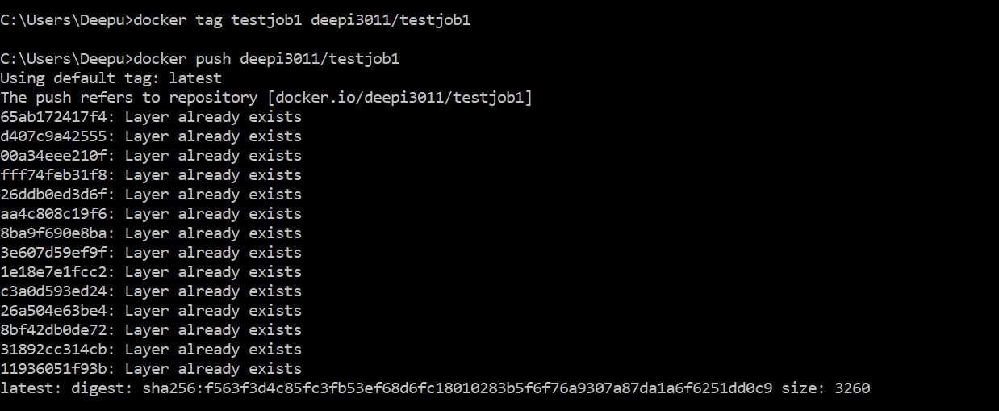 C:\Users\Deepu>docker tag testjob1 deepi3011/testjob1
C:\Users\Deepu>docker push deepi3011/testjob1
Using default tag: latest
The push refers to repository [docker.io/deepi3011/testjob1]
65ab172417f4: Layer already exists
d407c9a42555: Layer already exists
00a34eee210f: Layer already exists
fff74feb31f8: Layer already exists
26ddb0ed3d6f: Layer already exists
aa4c808c19f6: Layer already exists
8ba9f690e8ba: Layer already exists
3e607d59ef9f: Layer already exists
1e18e7e1fcc2: Layer already exists
c3a0d593ed24: Layer already exists
26a504e63be4: Layer already exists
8bf42db0de72: Layer already exists
31892cc314cb: Layer already exists
11936051f93b: Layer already exists
latest: digest: sha256:f563f3d4c85fc3fb53ef68d6fc18010283b5f6f76a9307a87da1a6f6251dd0c9 size: 3260